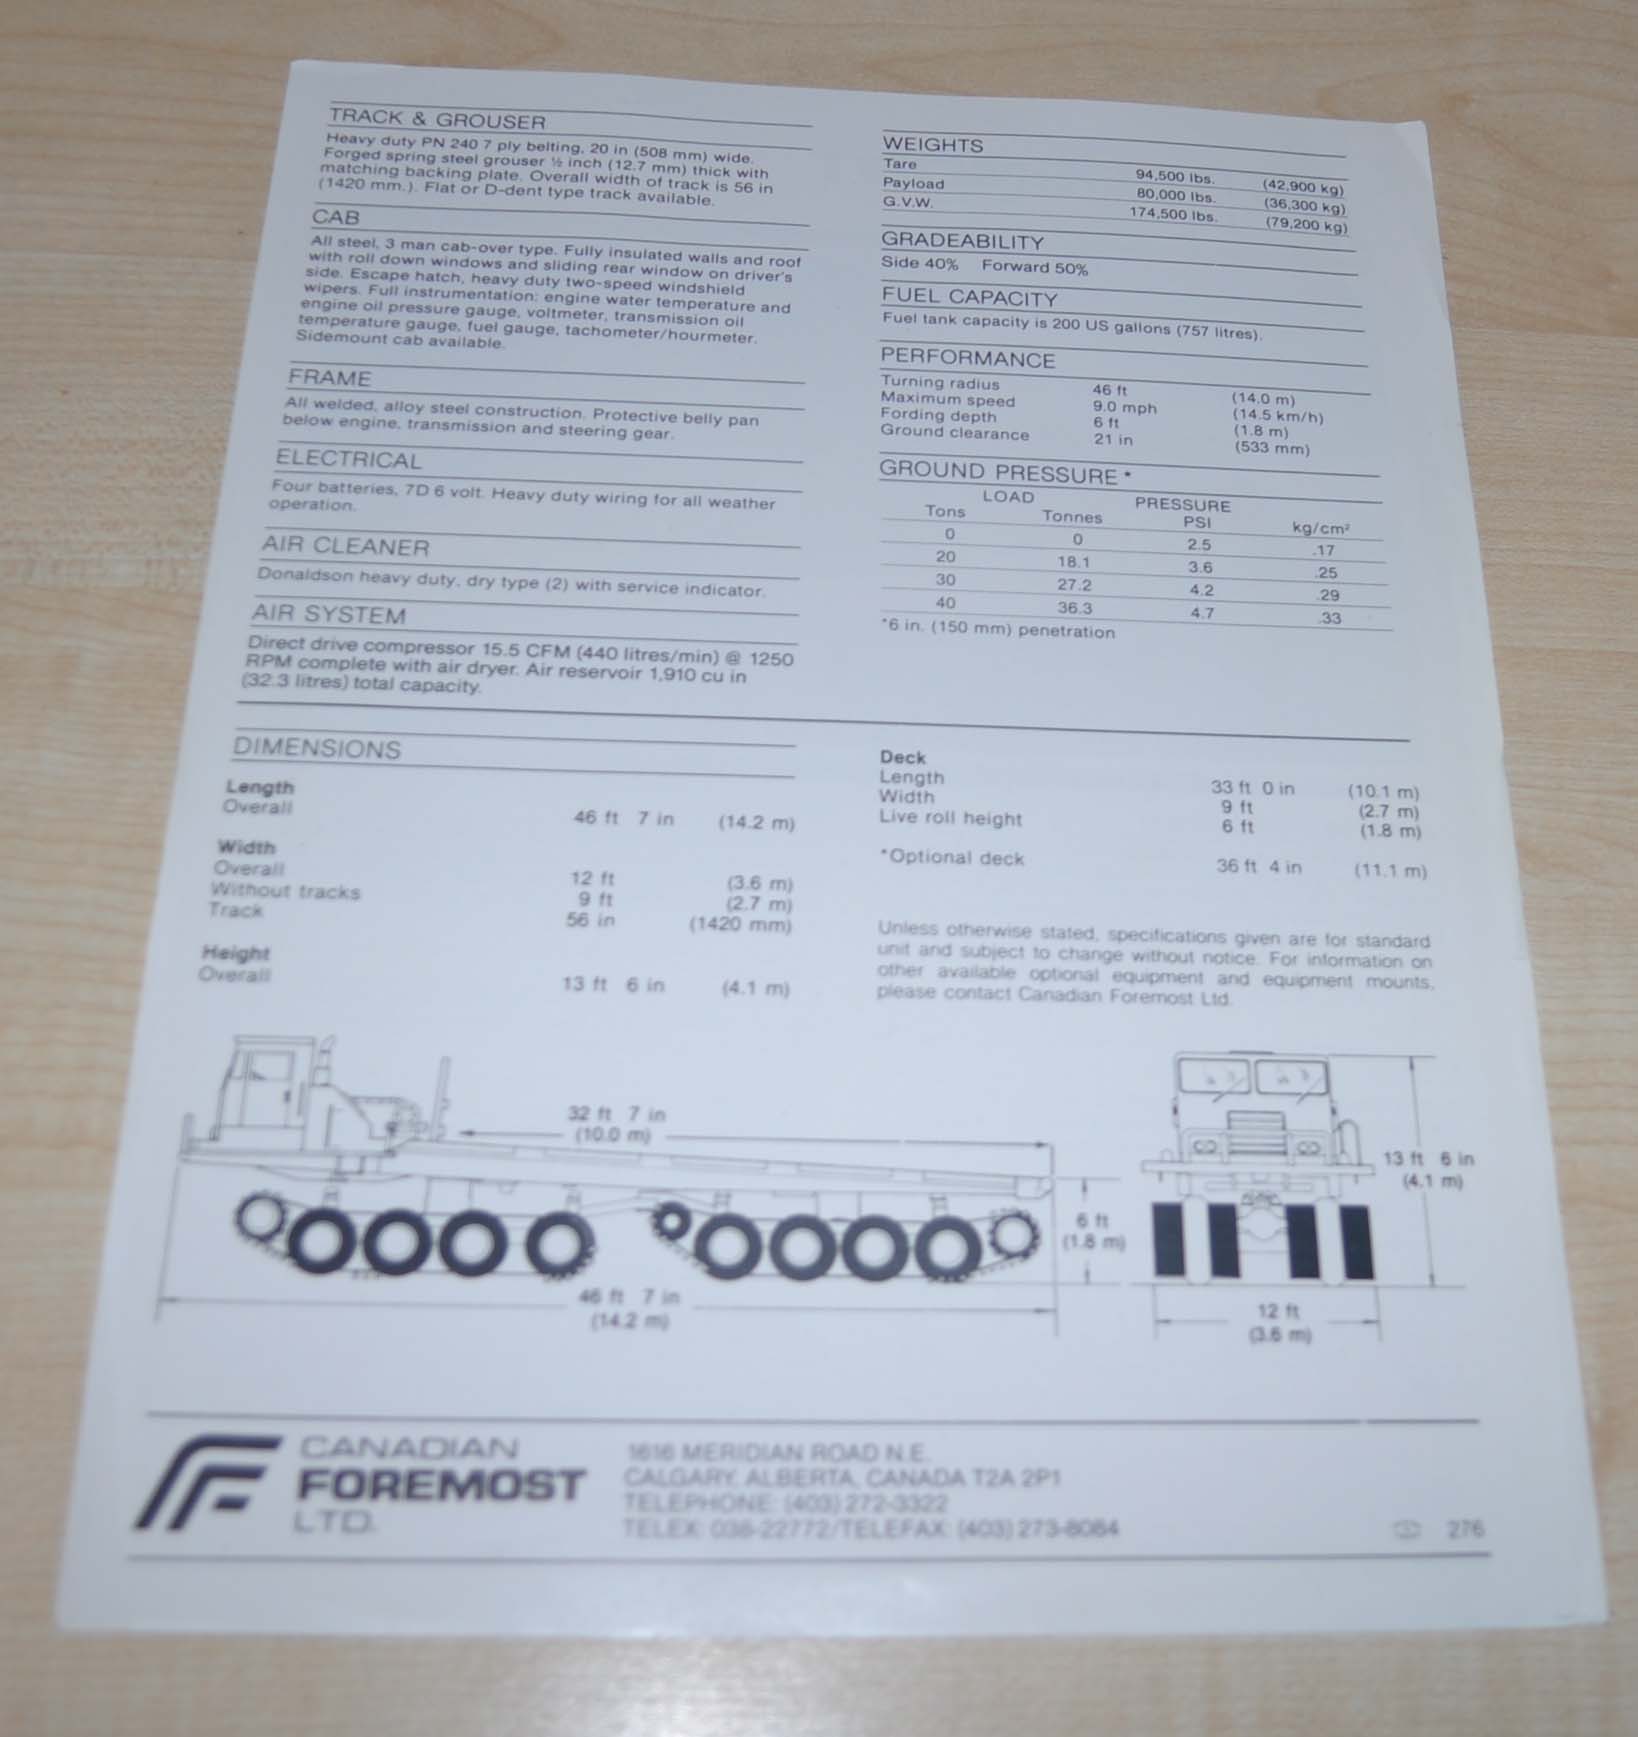 TRACK & GROUSER
Heavy duty PN 240 7 ply belting, 20 in (508 mm) wide.
Forged spring steel grouser ½ inch (12.7 mm) thick with
matching backing plate. Overall width of track is 56 in
(1420 mm.). Flat or D-dent type track available.
CAB
All steel, 3 man cab-over type. Fully insulated walls and roof
with roll down windows and sliding rear window on driver's
side. Escape hatch, heavy duty two-speed windshield
wipers. Full instrumentation: engine water temperature and
engine oil pressure gauge, voltmeter, transmission oil
temperature gauge, fuel gauge, tachometer/hourmeter.
Sidemount cab available.
FRAME
All welded, alloy steel construction. Protective belly pan
below engine, transmission and steering gear.
ELECTRICAL
Four batteries, 7D 6 volt. Heavy duty wiring for all weather
operation.
AIR CLEANER
Donaldson heavy duty, dry type (2) with service indicator.
AIR SYSTEM
Direct drive compressor 15.5 CFM (440 litres/min) @ 1250
RPM complete with air dryer. Air reservoir 1,910 cu in
(32.3 litres) total capacity.
WEIGHTS
Tare 94,500 lbs. (42,900 kg)
Payload 80,000 lbs. (36,300 kg)
G.V.W. 174,500 lbs. (79,200 kg)
GRADEABILITY
Side 40% Forward 50%
FUEL CAPACITY
Fuel tank capacity is 200 US gallons (757 litres).
PERFORMANCE
Turning radius 46 ft (14.0 m)
Maximum speed 9.0 mph (14.5 km/h)
Fording depth 6 ft (1.8 m)
Ground clearance 21 in (533 mm)
GROUND PRESSURE *
LOAD PRESSURE
Tons Tonnes PSI kg/cm²
0 0 2.5 .17
20 18.1 3.6 .25
30 27.2 4.2 .29
40 36.3 4.7 .33
*6 in. (150 mm) penetration
DIMENSIONS
Length
Overall 46 ft 7 in (14.2 m)
Width
Overall 12 ft (3.6 m)
Without tracks 9 ft (2.7 m)
Track 56 in (1420 mm)
Height
Overall 13 ft 6 in (4.1 m)
Deck
Length 33 ft 0 in (10.1 m)
Width 9 ft (2.7 m)
Live roll height 6 ft (1.8 m)
*Optional deck 36 ft 4 in (11.1 m)
Unless otherwise stated, specifications given are for standard
unit and subject to change without notice. For information on
other available optional equipment and equipment mounts,
please contact Canadian Foremost Ltd.
32 ft 7 in
(10.0 m)
6 ft
(1.8 m)
46 ft 7 in
(14.2 m)
13 ft 6 in
(4.1 m)
12 ft
(3.6 m)
CANADIAN
FOREMOST
LTD.
1616 MERIDIAN ROAD N.E.
CALGARY, ALBERTA, CANADA T2A 2P1
TELEPHONE: (403) 272-3322
TELEX: 038-22772/TELEFAX: (403) 273-8084
276